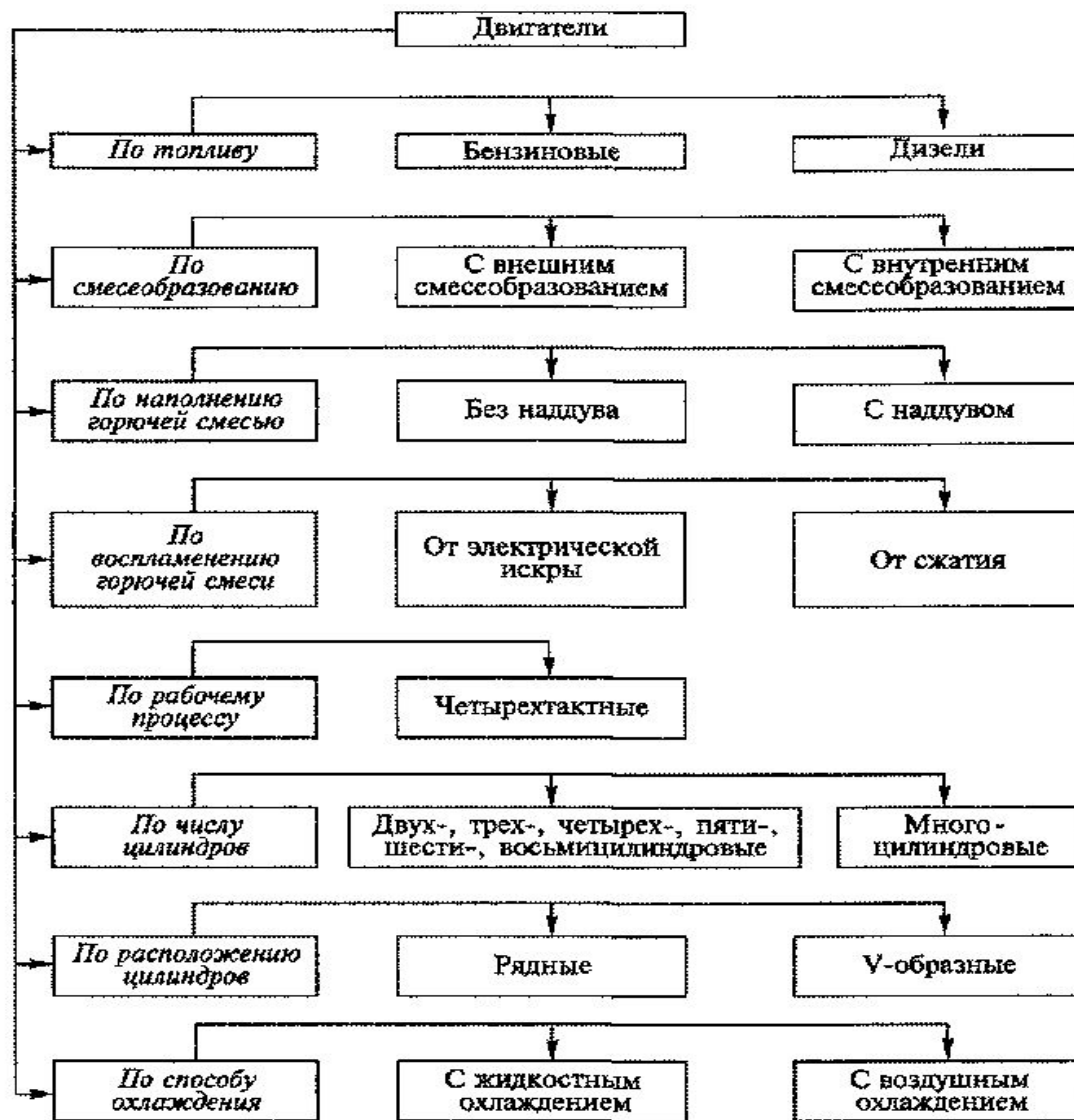 Двигатели
По топливу
Бензиновые
Дизели
По
смесеобразованию
С внешним
смесеобразованием
С внутренним
смесеобразованием
По наполнению
горючей смесью
Без наддува
С наддувом
По
воспламенению
горючей смеси
От электрической
искры
От сжатия
По рабочему
процессу
Четырехтактные
По числу
цилиндров
Двух-, трех-, четырех-, пяти-,
шести-, восьмицилиндровые
Много-
цилиндровые
По расположению
цилиндров
Рядные
V-образные
По способу
охлаждения
С жидкостным
охлаждением
С воздушным
охлаждением